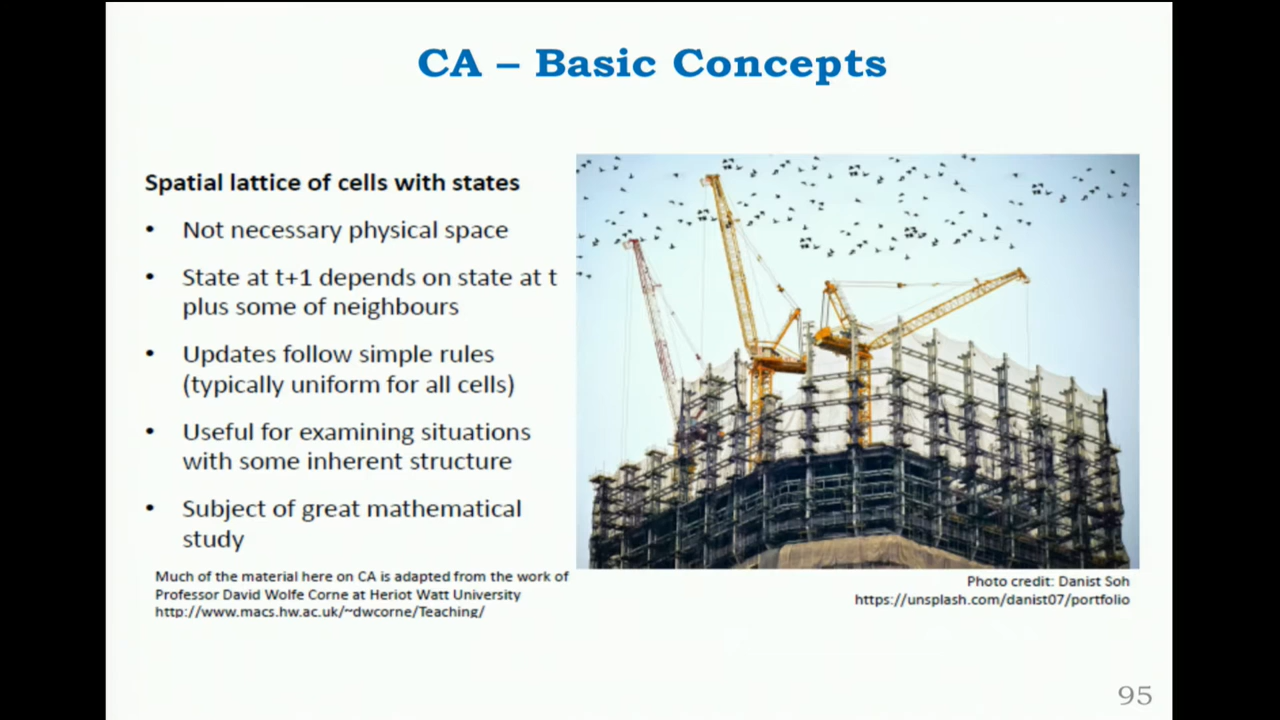 CA – Basic Concepts
Spatial lattice of cells with states
• Not necessary physical space
• State at t+1 depends on state at t
plus some of neighbours
• Updates follow simple rules
(typically uniform for all cells)
• Useful for examining situations
with some inherent structure
• Subject of great mathematical
study
Much of the material here on CA is adapted from the work of
Professor David Wolfe Corne at Heriot Watt University
http://www.macs.hw.ac.uk/~dwcorne/Teaching/
Photo credit: Danist Soh
https://unsplash.com/danist07/portfolio
95